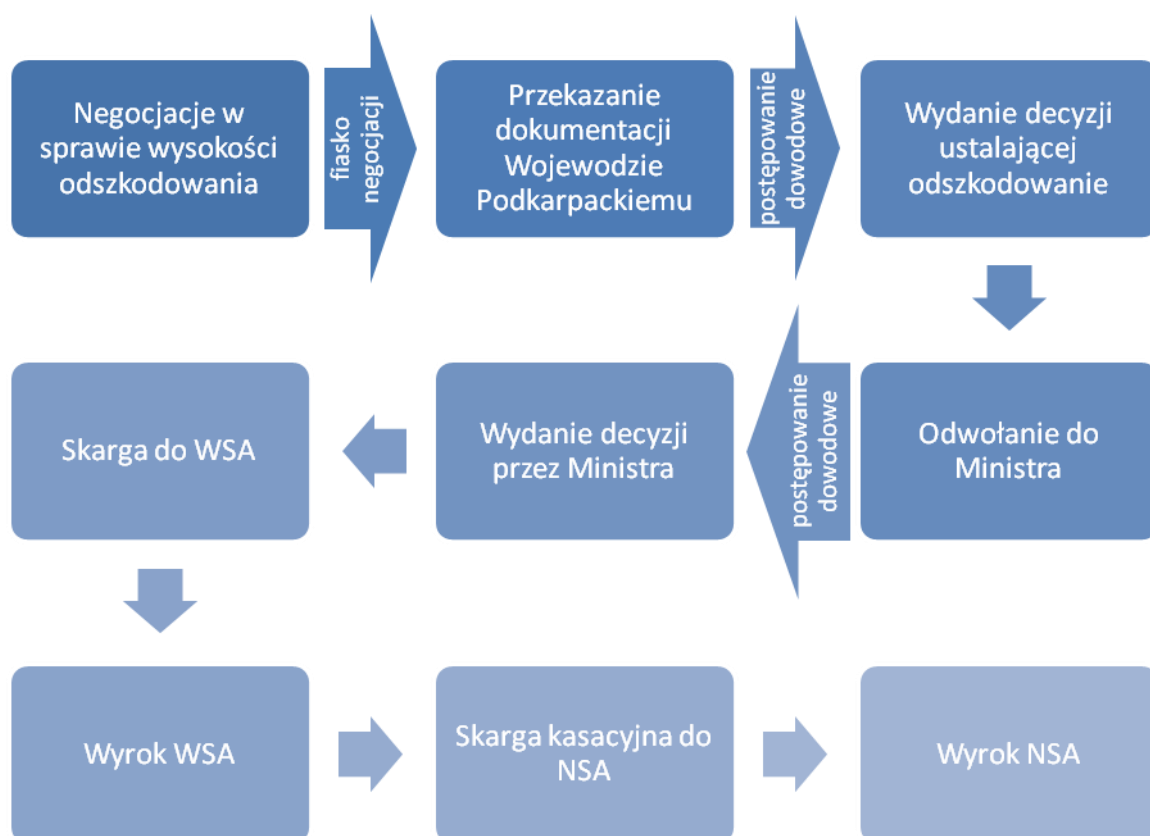 Negocjacje w
sprawie wysokości
odszkodowania
fiasko
negocjacji
Przekazanie
dokumentacji
Wojewodzie
Podkarpackiemu
postępowanie
dowodowe
Wydanie decyzji
ustalającej
odszkodowanie
Odwołanie do
Ministra
postępowanie
dowodowe
Wydanie decyzji
przez Ministra
Skarga do WSA
Wyrok WSA
Skarga kasacyjna do
NSA
Wyrok NSA